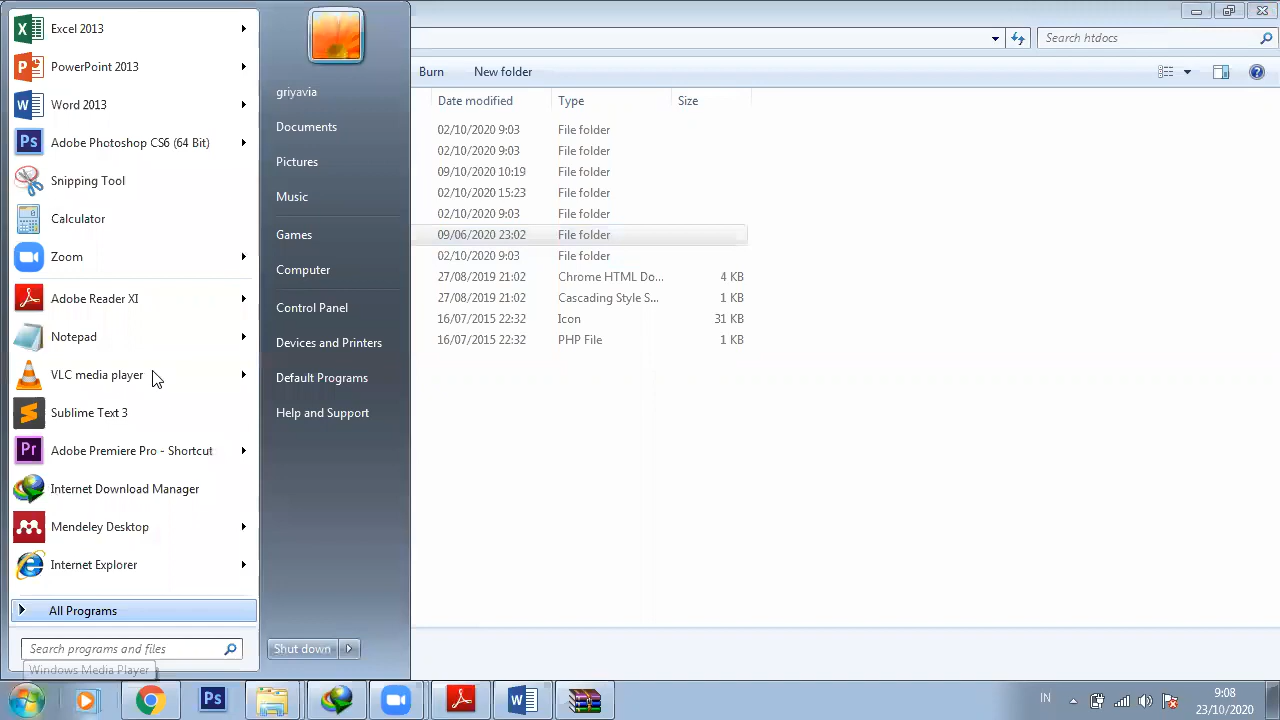 Excel 2013
PowerPoint 2013
Word 2013
Adobe Photoshop CS6 (64 Bit)
Snipping Tool
Calculator
Zoom
Adobe Reader XI
Notepad
VLC media player
Sublime Text 3
Adobe Premiere Pro - Shortcut
Internet Download Manager
Mendeley Desktop
Internet Explorer
All Programs
Search programs and files
Windows Media Player
griyavia
Documents
Pictures
Music
Games
Computer
Control Panel
Devices and Printers
Default Programs
Help and Support
Shut down
Search htdocs
Burn New folder
Date modified Type Size
02/10/2020 9:03 File folder
02/10/2020 9:03 File folder
09/10/2020 10:19 File folder
02/10/2020 15:23 File folder
02/10/2020 9:03 File folder
09/06/2020 23:02 File folder
02/10/2020 9:03 File folder
27/08/2019 21:02 Chrome HTML Do... 4 KB
27/08/2019 21:02 Cascading Style S... 1 KB
16/07/2015 22:32 Icon 31 KB
16/07/2015 22:32 PHP File 1 KB
IN
9:08
23/10/2020